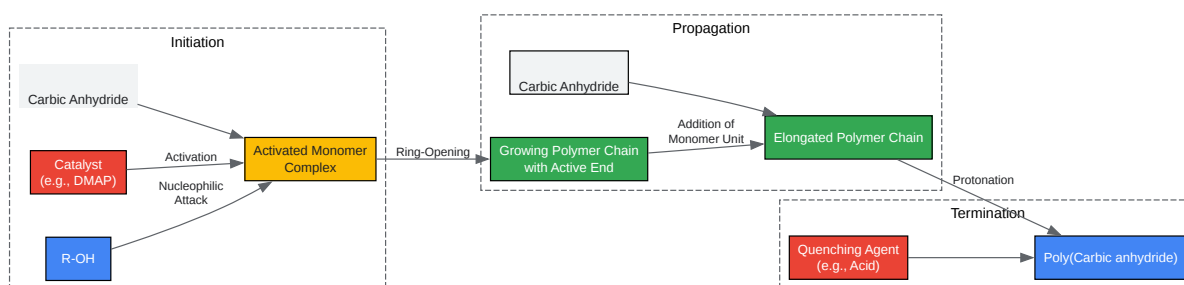 Initiation
Carbic Anhydride
Catalyst
(e.g., DMAP)
Activation
Nucleophilic
Attack
R-OH
Activated Monomer
Complex
Ring-Opening
Propagation
Carbic Anhydride
Growing Polymer Chain
with Active End
Addition of
Monomer Unit
Elongated Polymer Chain
Protonation
Termination
Quenching Agent
(e.g., Acid)
Poly(Carbic anhydride)